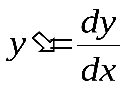 y ⇘= dy/dx